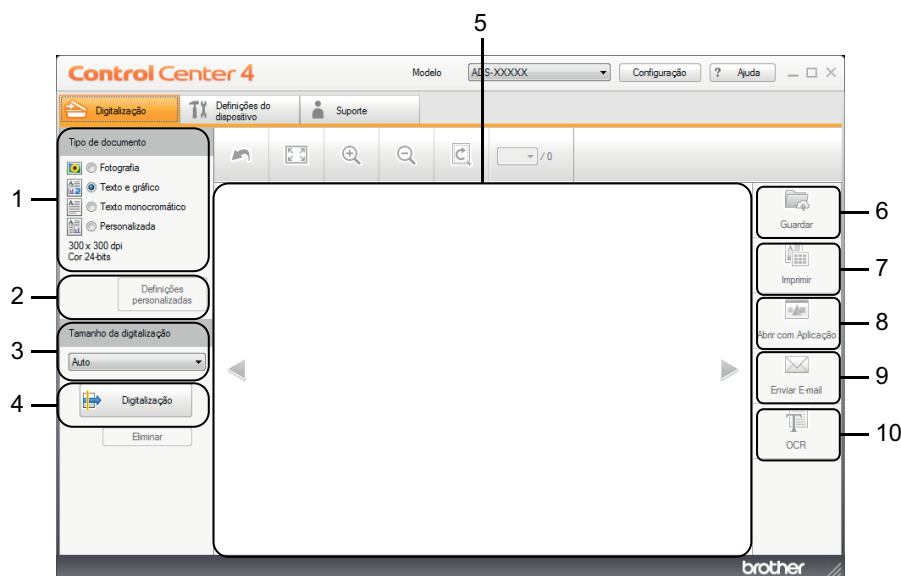 5
Control Center 4
Modelo
ADS-XXXXX
Configuração
? Ajuda
Digitalização
Definições do
dispositivo
Suporte
Tipo de documento
Fotografia
Texto e gráfico
Texto monocromático
Personalizada
300 x 300 dpi
Cor 24-bits
1
/ 0
Definições
personalizadas
2
Tamanho da digitalização
Auto
3
Digitalização
4
Eliminar
Guardar
6
Imprimir
7
Abrir com Aplicação
8
Enviar E-mail
9
OCR
10
brother